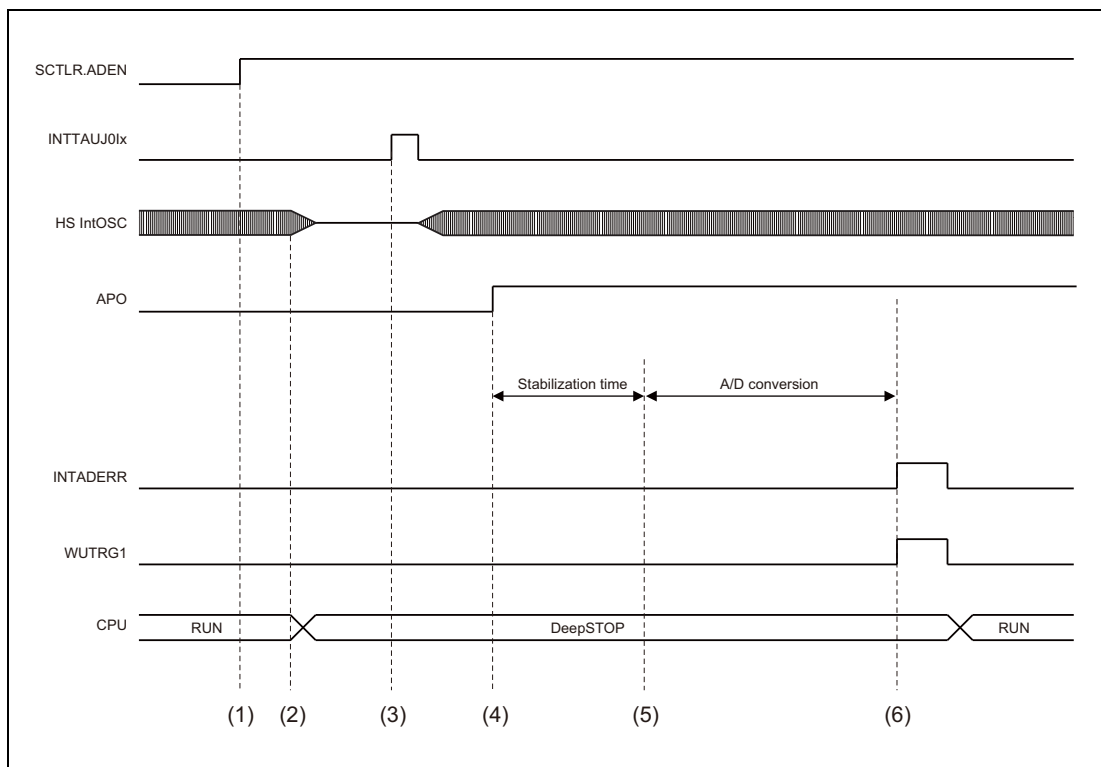 SCTLR.ADEN
INTTAUJ0Ix
HS IntOSC
APO
Stabilization time
A/D conversion
INTADERR
WUTRG1
CPU
RUN
DeepSTOP
RUN
(1)
(2)
(3)
(4)
(5)
(6)